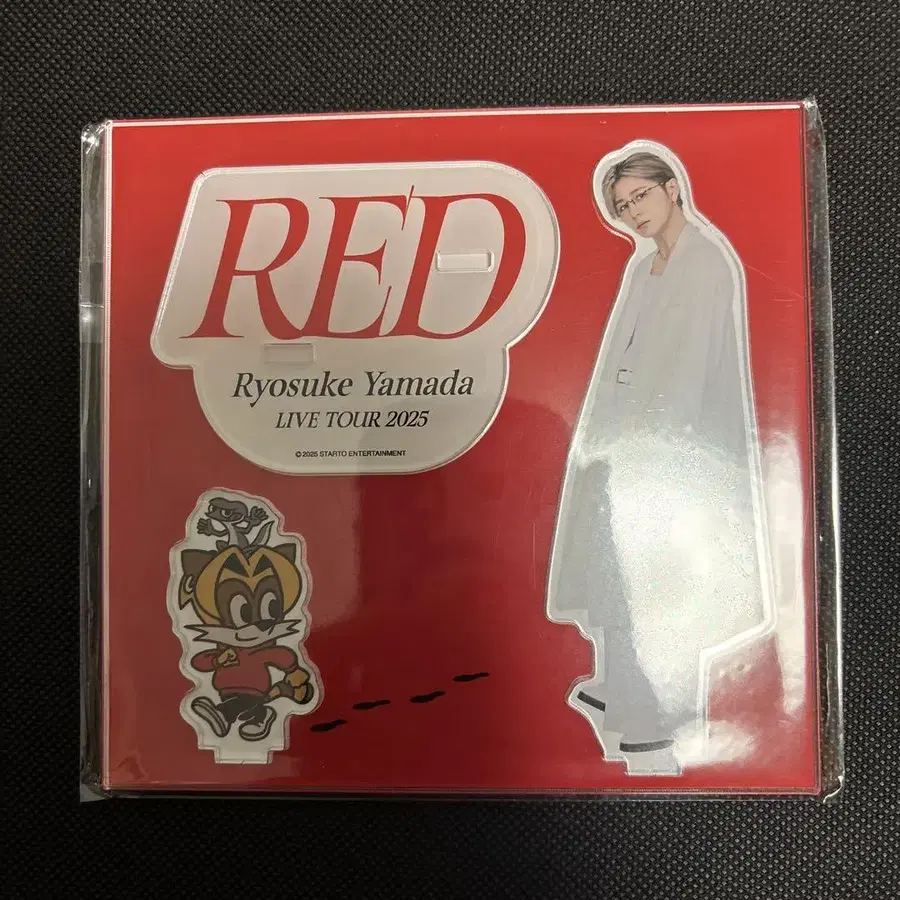 RED
Ryosuke Yamada
LIVE TOUR 2025
©2025 STARTO ENTERTAINMENT